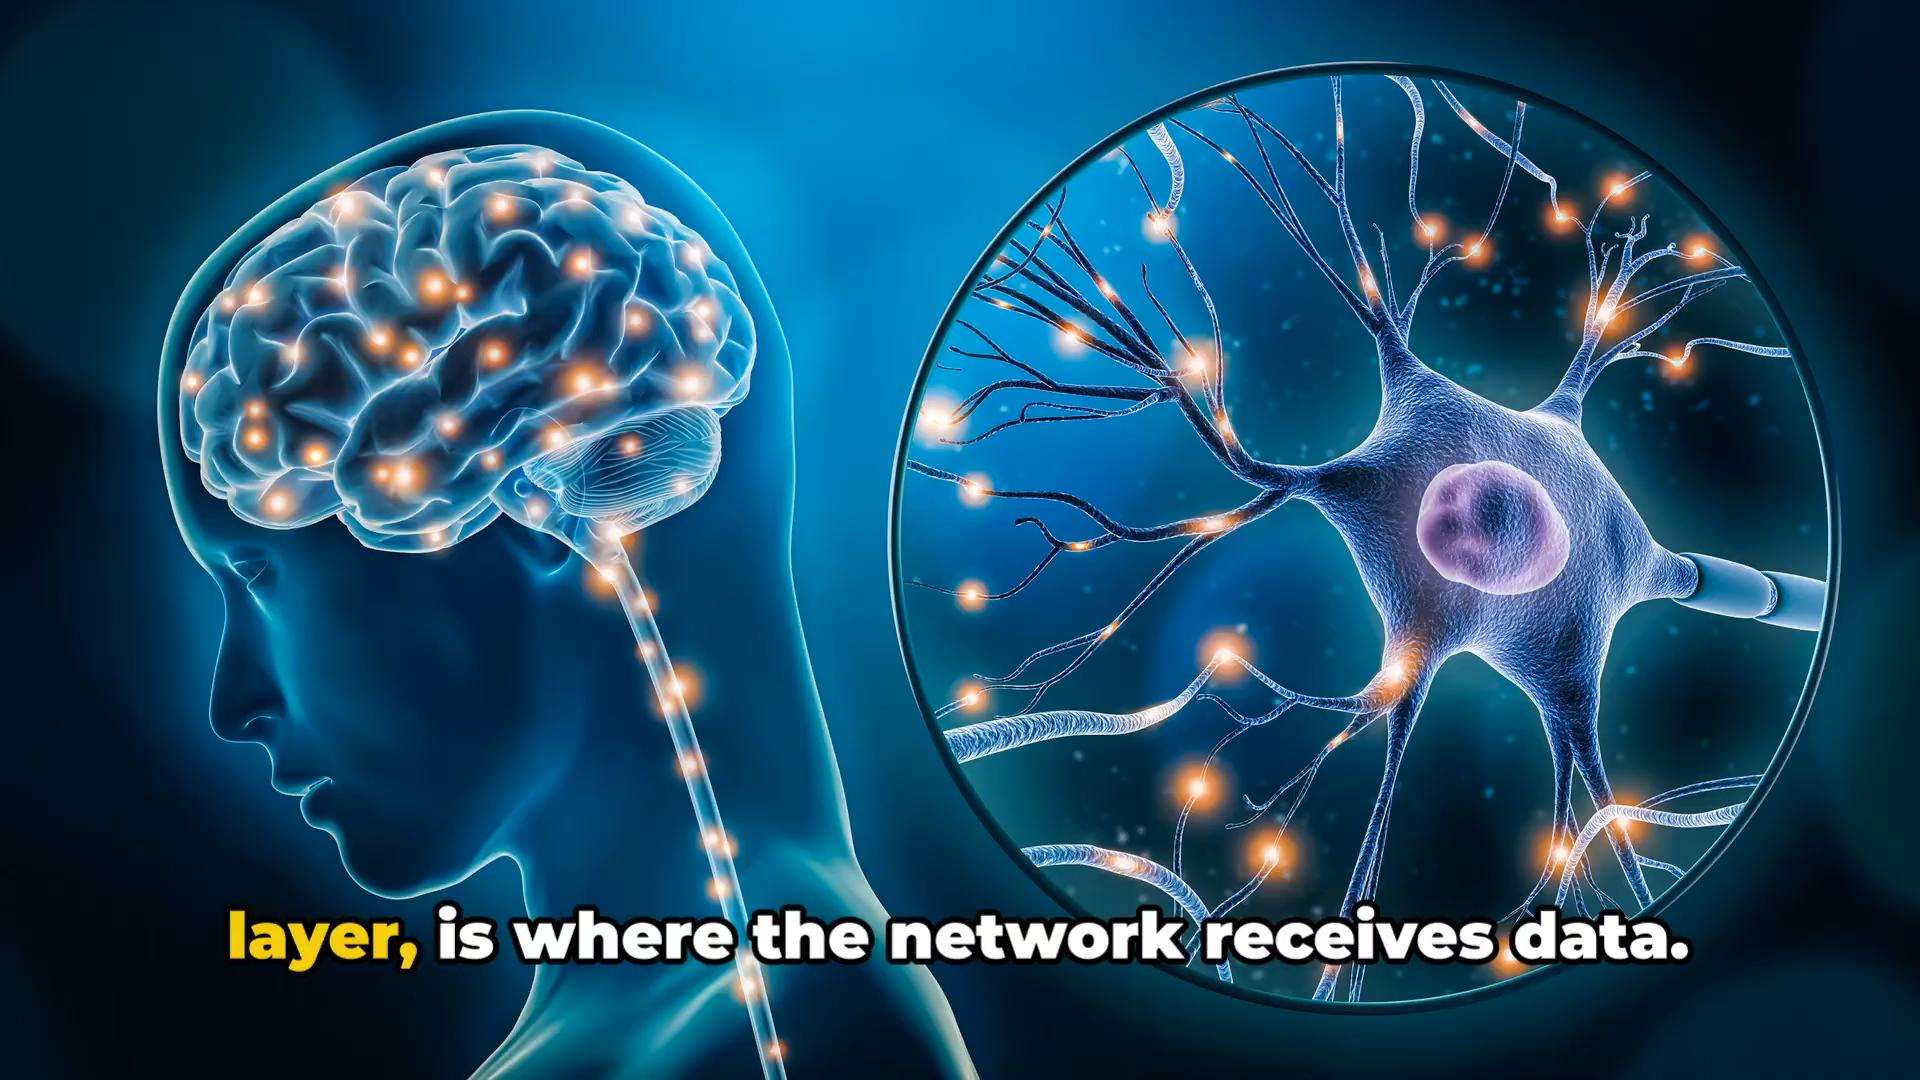 layer, is where the network receives data.